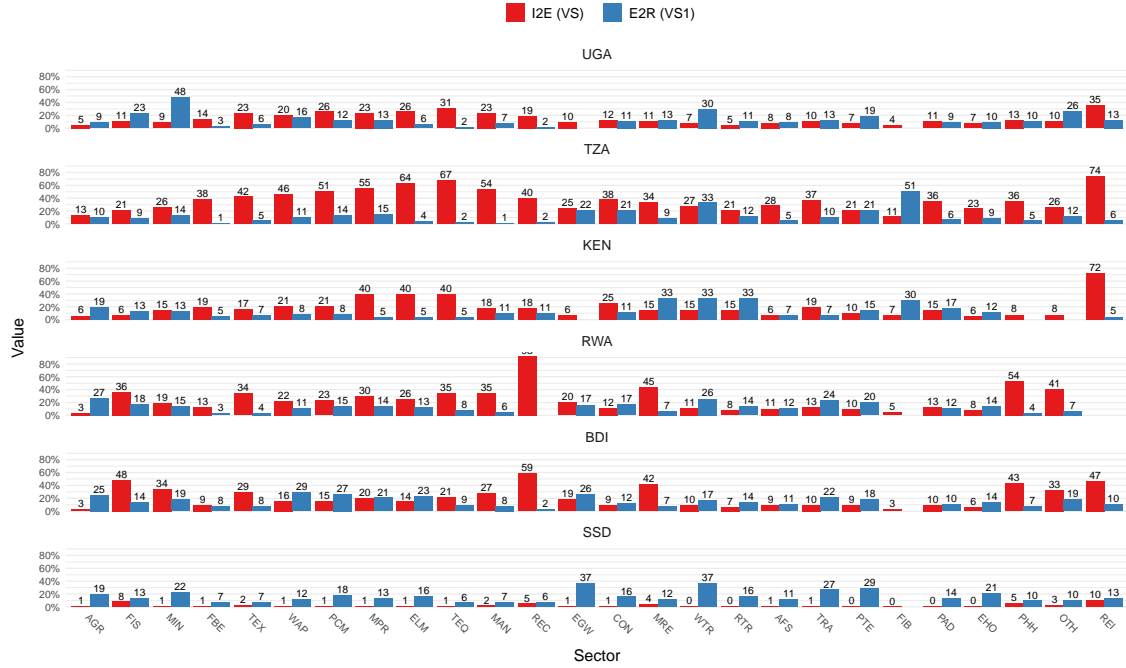 I2E (VS) E2R (VS1)
UGA
80%
60%
40%
20%
0%
5 9 11 23 9 48 14 3 23 6 20 16 26 12 23 13 26 6 31 2 23 7 19 2 10 12 11 11 13 7 30 5 11 8 8 10 13 7 19 4 11 9 7 10 13 10 10 26 35 13
TZA
80%
60%
40%
20%
0%
13 10 21 9 26 14 38 1 42 5 46 11 51 14 55 15 64 4 67 2 54 1 40 2 25 22 38 21 34 9 27 33 21 12 28 5 37 10 21 21 11 51 36 6 23 9 36 5 26 12 74 6
KEN
80%
60%
40%
20%
0%
6 19 6 13 15 13 19 5 17 7 21 8 21 8 40 5 40 5 40 5 18 11 18 11 6 25 11 15 33 15 33 15 33 6 7 19 7 10 15 7 30 15 17 6 12 8 8 72 5
RWA
80%
60%
40%
20%
0%
3 27 36 18 19 15 13 3 34 4 22 11 23 15 30 14 26 13 35 8 35 6 20 17 12 17 45 7 11 26 8 14 11 12 13 24 10 20 5 13 12 8 14 54 4 41 7
BDI
80%
60%
40%
20%
0%
3 25 48 14 34 19 9 8 29 8 16 29 15 27 20 21 14 23 21 9 27 8 59 2 19 26 9 12 42 7 10 17 7 14 9 11 10 22 9 18 3 10 10 6 14 43 7 33 19 47 10
SSD
80%
60%
40%
20%
0%
1 19 8 13 1 22 1 7 2 7 1 12 1 18 1 13 1 16 1 6 2 7 5 6 1 37 1 16 4 12 0 37 0 16 1 11 1 27 0 29 0 0 14 0 21 5 10 3 10 10 13
AGR FIS MIN FBE TEX WAP PCM MPR ELM TEQ MAN REC EGW CON MRE WTR RTR AFS TRA PTE FIB PAD EHO PHH OTH REI
Sector
Value